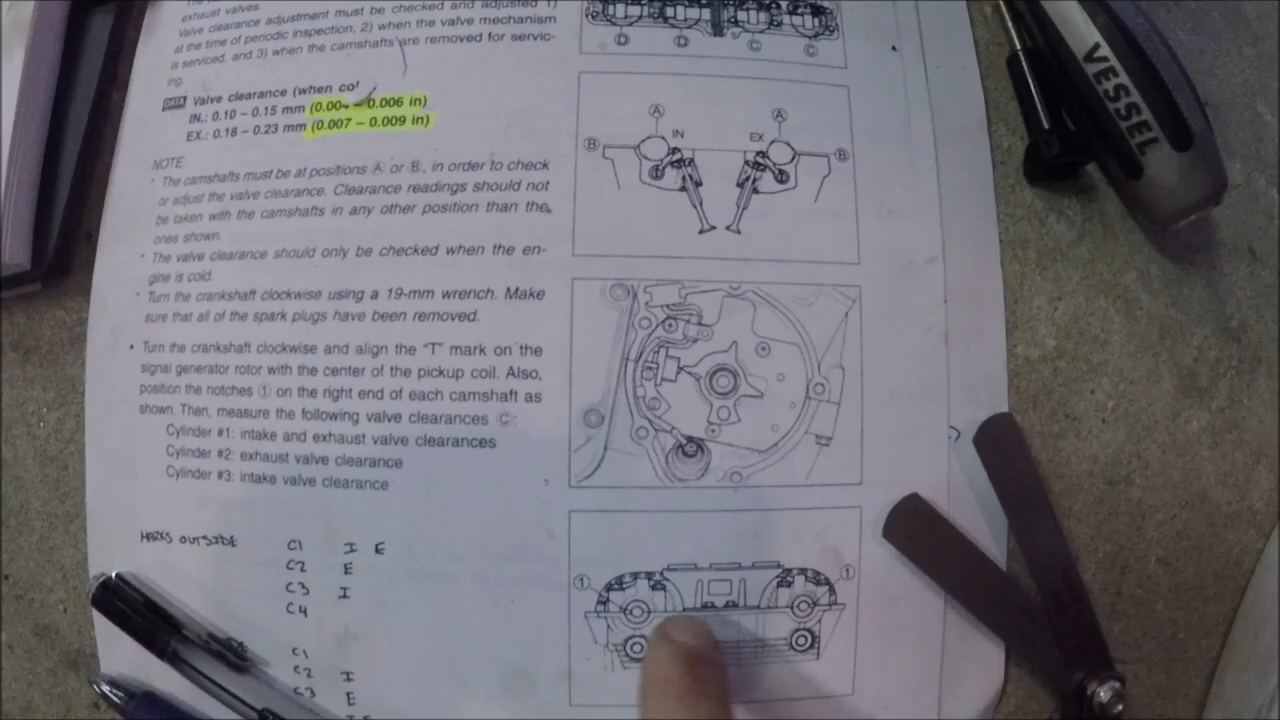 exhaust valves.
Valve clearance adjustment must be checked and adjusted 1)
at the time of periodic inspection, 2) when the valve mechanism
is serviced, and 3) when the camshafts are removed for servic-
ing.
DATA Valve clearance (when
IN.: 0.10 – 0.15 mm (0.004 – 0.006 in)
EX.: 0.18 – 0.23 mm (0.007 – 0.009 in)
NOTE:
* The camshafts must be at positions Ⓐ or Ⓑ, in order to check
or adjust the valve clearance. Clearance readings should not
be taken with the camshafts in any other position than the
ones shown.
* The valve clearance should only be checked when the en-
gine is cold.
* Turn the crankshaft clockwise using a 19-mm wrench. Make
sure that all of the spark plugs have been removed.
• Turn the crankshaft clockwise and align the “T” mark on the
signal generator rotor with the center of the pickup coil. Also,
position the notches ① on the right end of each camshaft as
shown. Then, measure the following valve clearances Ⓒ:
Cylinder #1: intake and exhaust valve clearances
Cylinder #2: exhaust valve clearance
Cylinder #3: intake valve clearance
MARKS OUTSIDE C1 I E
C2 E
C3 I
C4
C1
C2 I
C3 E
Ⓓ Ⓓ Ⓒ Ⓒ
Ⓐ Ⓐ
Ⓑ IN EX Ⓑ
① ①
VESSEL